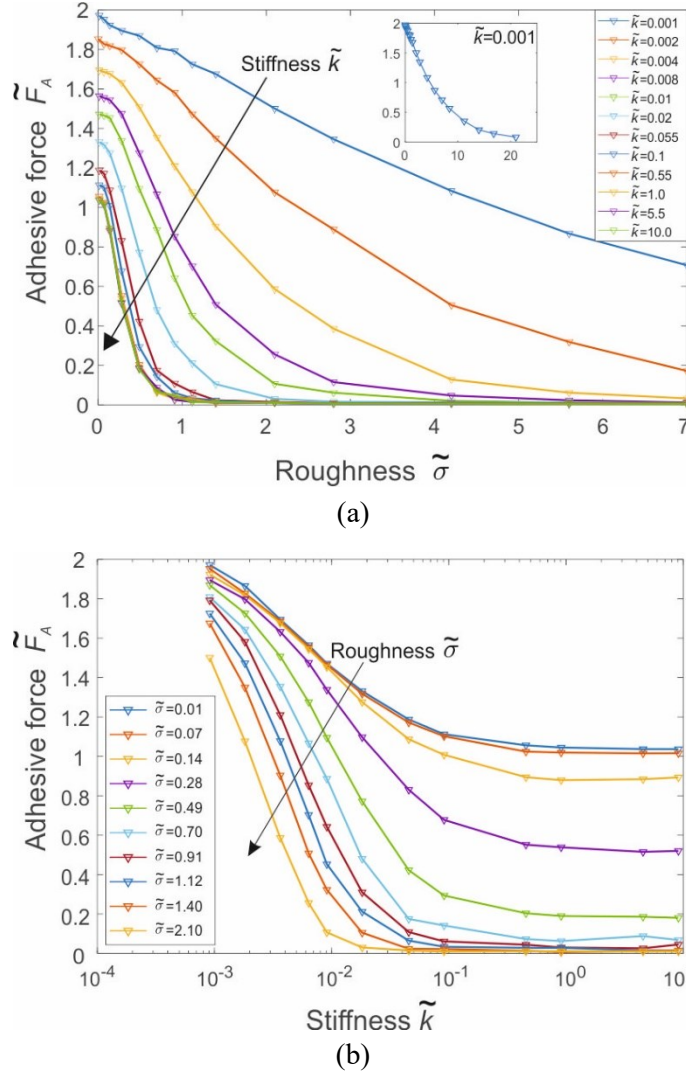 2
1.8
1.6
1.4
1.2
1
0.8
0.6
0.4
0.2
0
Adhesive force F̃_A
Stiffness k̃
2
1.5
1
0.5
0
0 5 10 15 20
k̃=0.001
k̃=0.001
k̃=0.002
k̃=0.004
k̃=0.008
k̃=0.01
k̃=0.02
k̃=0.055
k̃=0.1
k̃=0.55
k̃=1.0
k̃=5.5
k̃=10.0
0 1 2 3 4 5 6 7
Roughness σ̃
(a)
2
1.8
1.6
1.4
1.2
1
0.8
0.6
0.4
0.2
0
Adhesive force F̃_A
Roughness σ̃
σ̃=0.01
σ̃=0.07
σ̃=0.14
σ̃=0.28
σ̃=0.49
σ̃=0.70
σ̃=0.91
σ̃=1.12
σ̃=1.40
σ̃=2.10
10⁻⁴ 10⁻³ 10⁻² 10⁻¹ 10⁰ 10
Stiffness k̃
(b)